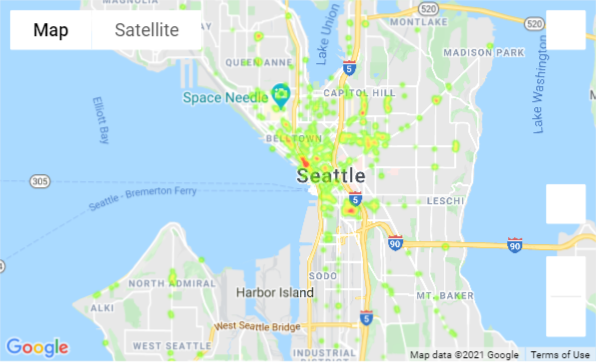 MAGNOLIA
MONTLAKE
520
520
Map
Satellite
Lake Union
5
MADISON PARK
QUEEN ANNE
Lake Washington
CAPITOL HILL
Space Needle
Elliott Bay
BELLTOWN
Seattle
305
Seattle - Bremerton Ferry
5
LESCHI
90
90
SODO
NORTH ADMIRAL
Harbor Island
MT. BAKER
ALKI
5
West Seattle Bridge
WEST SEATTLE
INDUSTRIAL
DISTRICT
Google
Map data ©2021 Google
Terms of Use